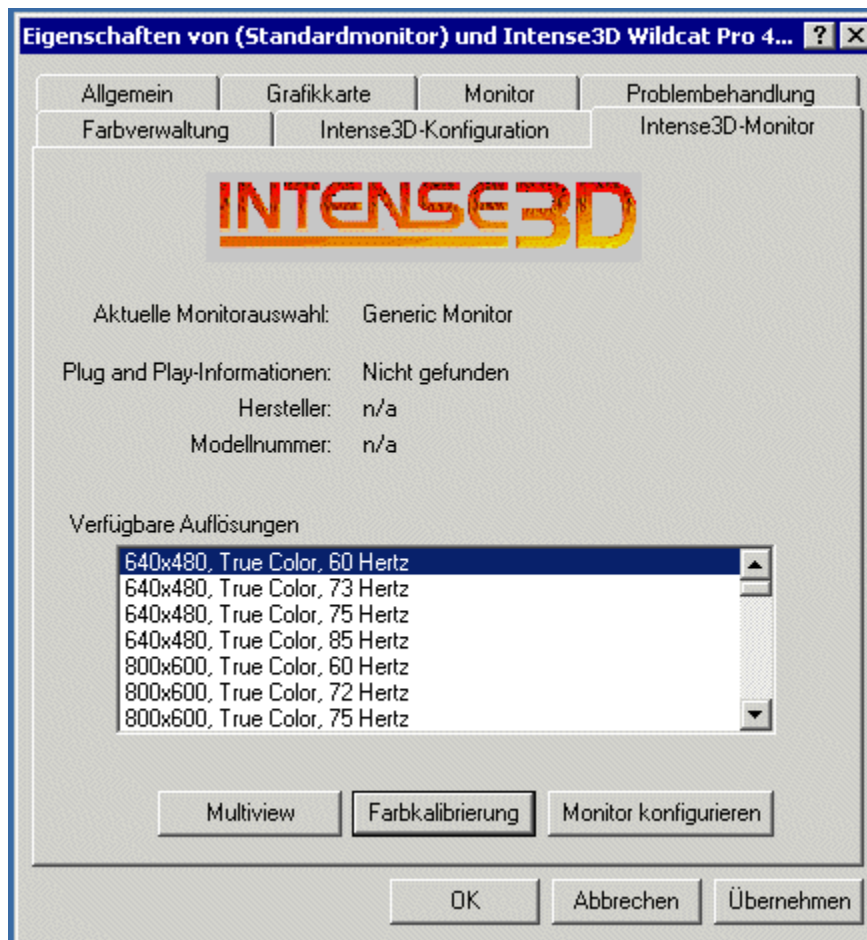 Eigenschaften von (Standardmonitor) und Intense3D Wildcat Pro 4...
Allgemein Grafikkarte Monitor Problembehandlung
Farbverwaltung Intense3D-Konfiguration Intense3D-Monitor
INTENSE3D
Aktuelle Monitorauswahl: Generic Monitor
Plug and Play-Informationen: Nicht gefunden
Hersteller: n/a
Modellnummer: n/a
Verfügbare Auflösungen
640x480, True Color, 60 Hertz
640x480, True Color, 73 Hertz
640x480, True Color, 75 Hertz
640x480, True Color, 85 Hertz
800x600, True Color, 60 Hertz
800x600, True Color, 72 Hertz
800x600, True Color, 75 Hertz
Multiview Farbkalibrierung Monitor konfigurieren
OK Abbrechen Übernehmen